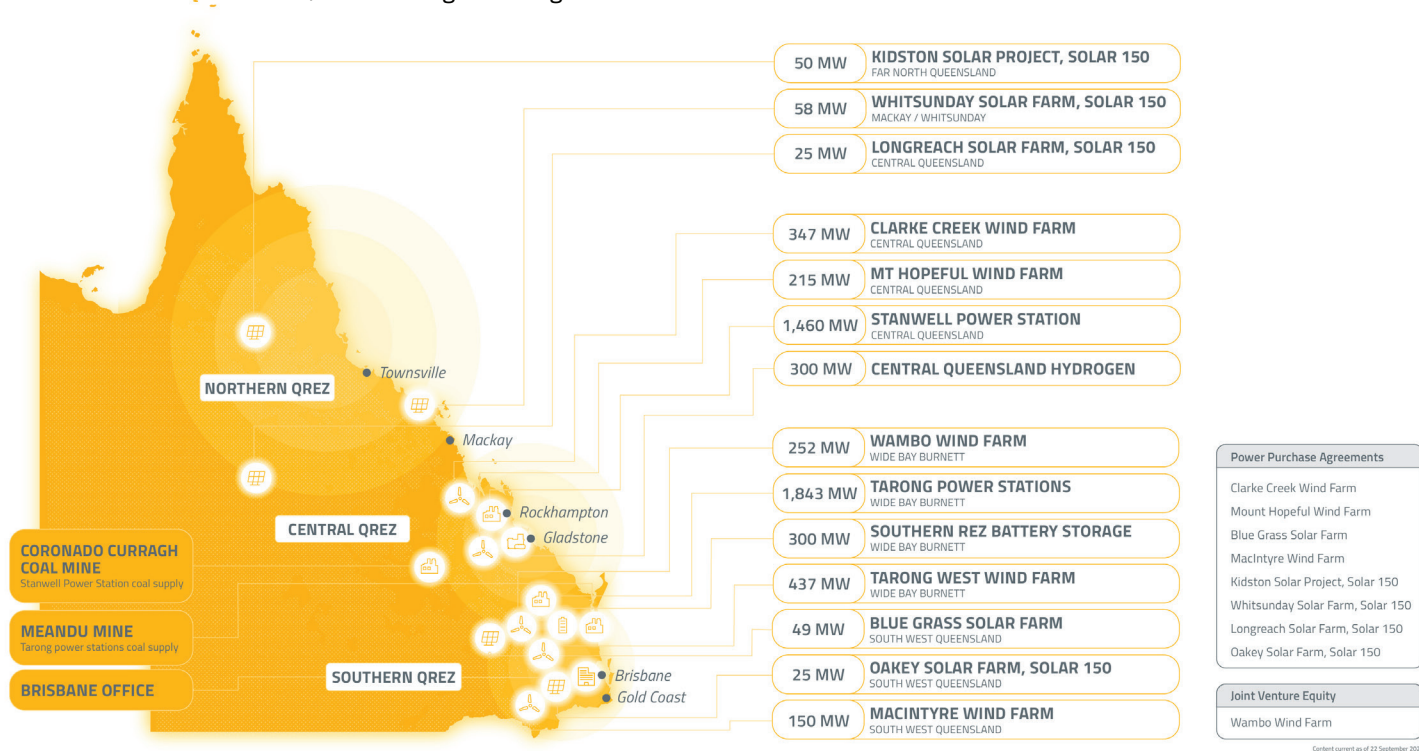 50 MW
KIDSTON SOLAR PROJECT, SOLAR 150
FAR NORTH QUEENSLAND
58 MW
WHITSUNDAY SOLAR FARM, SOLAR 150
MACKAY / WHITSUNDAY
25 MW
LONGREACH SOLAR FARM, SOLAR 150
CENTRAL QUEENSLAND
347 MW
CLARKE CREEK WIND FARM
CENTRAL QUEENSLAND
215 MW
MT HOPEFUL WIND FARM
CENTRAL QUEENSLAND
1,460 MW
STANWELL POWER STATION
CENTRAL QUEENSLAND
300 MW
CENTRAL QUEENSLAND HYDROGEN
252 MW
WAMBO WIND FARM
WIDE BAY BURNETT
1,843 MW
TARONG POWER STATIONS
WIDE BAY BURNETT
300 MW
SOUTHERN REZ BATTERY STORAGE
WIDE BAY BURNETT
437 MW
TARONG WEST WIND FARM
WIDE BAY BURNETT
49 MW
BLUE GRASS SOLAR FARM
SOUTH WEST QUEENSLAND
25 MW
OAKEY SOLAR FARM, SOLAR 150
SOUTH WEST QUEENSLAND
150 MW
MACINTYRE WIND FARM
SOUTH WEST QUEENSLAND
Townsville
NORTHERN QREZ
Mackay
Rockhampton
CENTRAL QREZ
Gladstone
CORONADO CURRAGH
COAL MINE
Stanwell Power Station coal supply
MEANDU MINE
Tarong power stations coal supply
BRISBANE OFFICE
SOUTHERN QREZ
Brisbane
Gold Coast
Power Purchase Agreements
Clarke Creek Wind Farm
Mount Hopeful Wind Farm
Blue Grass Solar Farm
MacIntyre Wind Farm
Kidston Solar Project, Solar 150
Whitsunday Solar Farm, Solar 150
Longreach Solar Farm, Solar 150
Oakey Solar Farm, Solar 150
Joint Venture Equity
Wambo Wind Farm
Content current as of 22 September